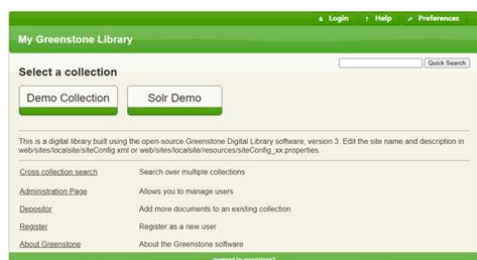 Login ? Help Preferences
My Greenstone Library
Quick Search
Select a collection
Demo Collection Solr Demo
This is a digital library built using the open-source Greenstone Digital Library software, version 3. Edit the site name and description in
web/sites/localsite/siteConfig.xml or web/sites/localsite/resources/siteConfig_xx.properties.
Cross collection search Search over multiple collections
Administration Page Allows you to manage users
Depositor Add more documents to an existing collection
Register Register as a new user
About Greenstone About the Greenstone software
powered by greenstone3